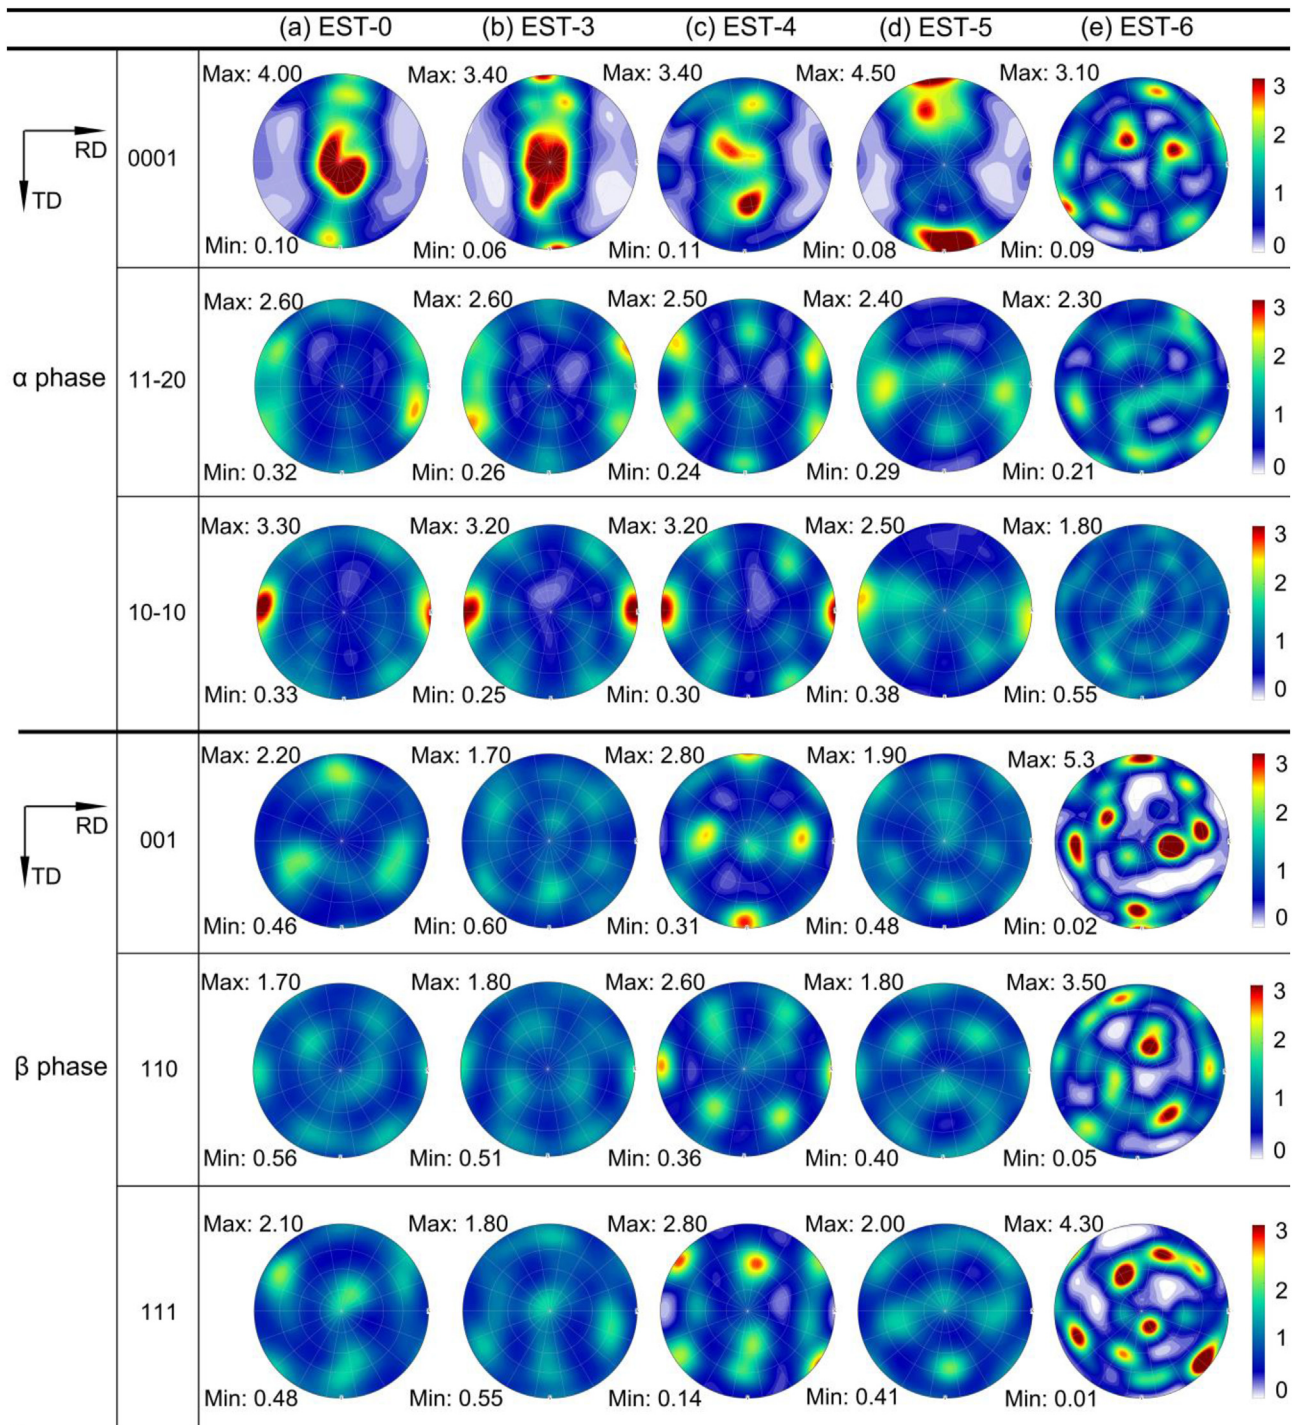 (a) EST-0 (b) EST-3 (c) EST-4 (d) EST-5 (e) EST-6
Max: 4.00 Max: 3.40 Max: 3.40 Max: 4.50 Max: 3.10
RD
TD
0001
3
2
1
0
Min: 0.10 Min: 0.06 Min: 0.11 Min: 0.08 Min: 0.09
Max: 2.60 Max: 2.60 Max: 2.50 Max: 2.40 Max: 2.30
α phase
11-20
3
2
1
0
Min: 0.32 Min: 0.26 Min: 0.24 Min: 0.29 Min: 0.21
Max: 3.30 Max: 3.20 Max: 3.20 Max: 2.50 Max: 1.80
10-10
3
2
1
0
Min: 0.33 Min: 0.25 Min: 0.30 Min: 0.38 Min: 0.55
Max: 2.20 Max: 1.70 Max: 2.80 Max: 1.90 Max: 5.3
RD
TD
001
3
2
1
0
Min: 0.46 Min: 0.60 Min: 0.31 Min: 0.48 Min: 0.02
Max: 1.70 Max: 1.80 Max: 2.60 Max: 1.80 Max: 3.50
β phase
110
3
2
1
0
Min: 0.56 Min: 0.51 Min: 0.36 Min: 0.40 Min: 0.05
Max: 2.10 Max: 1.80 Max: 2.80 Max: 2.00 Max: 4.30
111
3
2
1
0
Min: 0.48 Min: 0.55 Min: 0.14 Min: 0.41 Min: 0.01